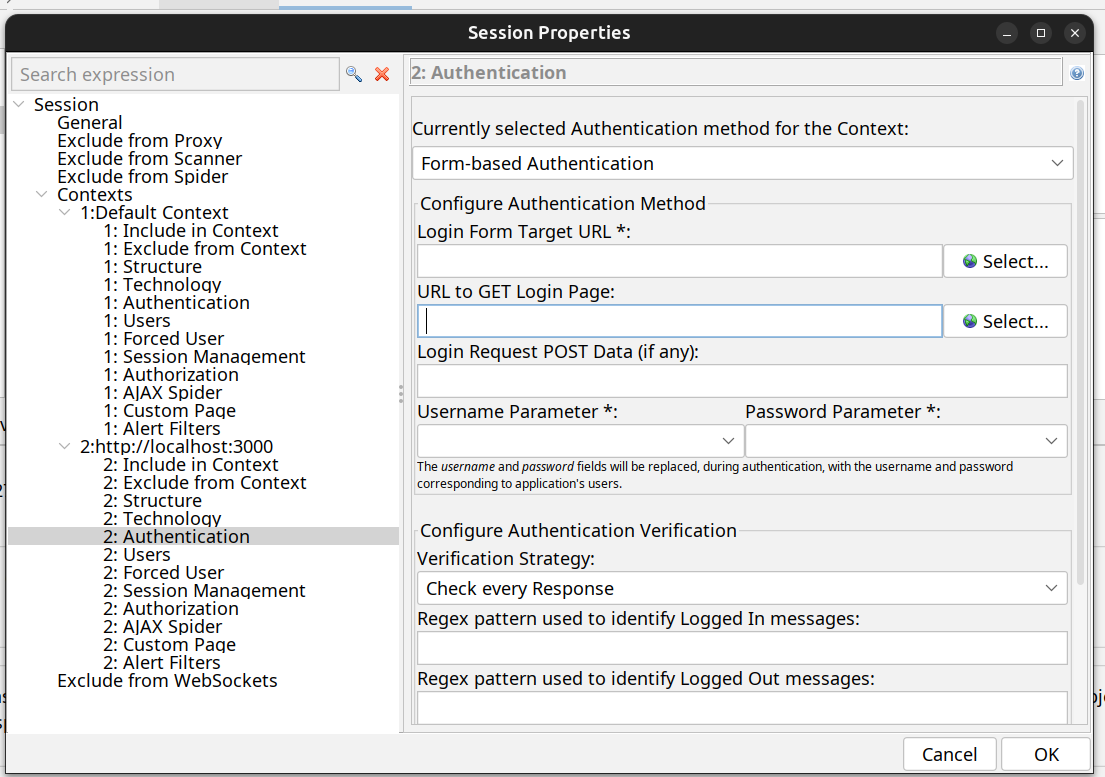 Session Properties
Search expression
Session
General
Exclude from Proxy
Exclude from Scanner
Exclude from Spider
Contexts
1:Default Context
1: Include in Context
1: Exclude from Context
1: Structure
1: Technology
1: Authentication
1: Users
1: Forced User
1: Session Management
1: Authorization
1: AJAX Spider
1: Custom Page
1: Alert Filters
2:http://localhost:3000
2: Include in Context
2: Exclude from Context
2: Structure
2: Technology
2: Authentication
2: Users
2: Forced User
2: Session Management
2: Authorization
2: AJAX Spider
2: Custom Page
2: Alert Filters
Exclude from WebSockets
2: Authentication
Currently selected Authentication method for the Context:
Form-based Authentication
Configure Authentication Method
Login Form Target URL *:
Select...
URL to GET Login Page:
Select...
Login Request POST Data (if any):
Username Parameter *: Password Parameter *:
The username and password fields will be replaced, during authentication, with the username and password
corresponding to application's users.
Configure Authentication Verification
Verification Strategy:
Check every Response
Regex pattern used to identify Logged In messages:
Regex pattern used to identify Logged Out messages:
Cancel OK